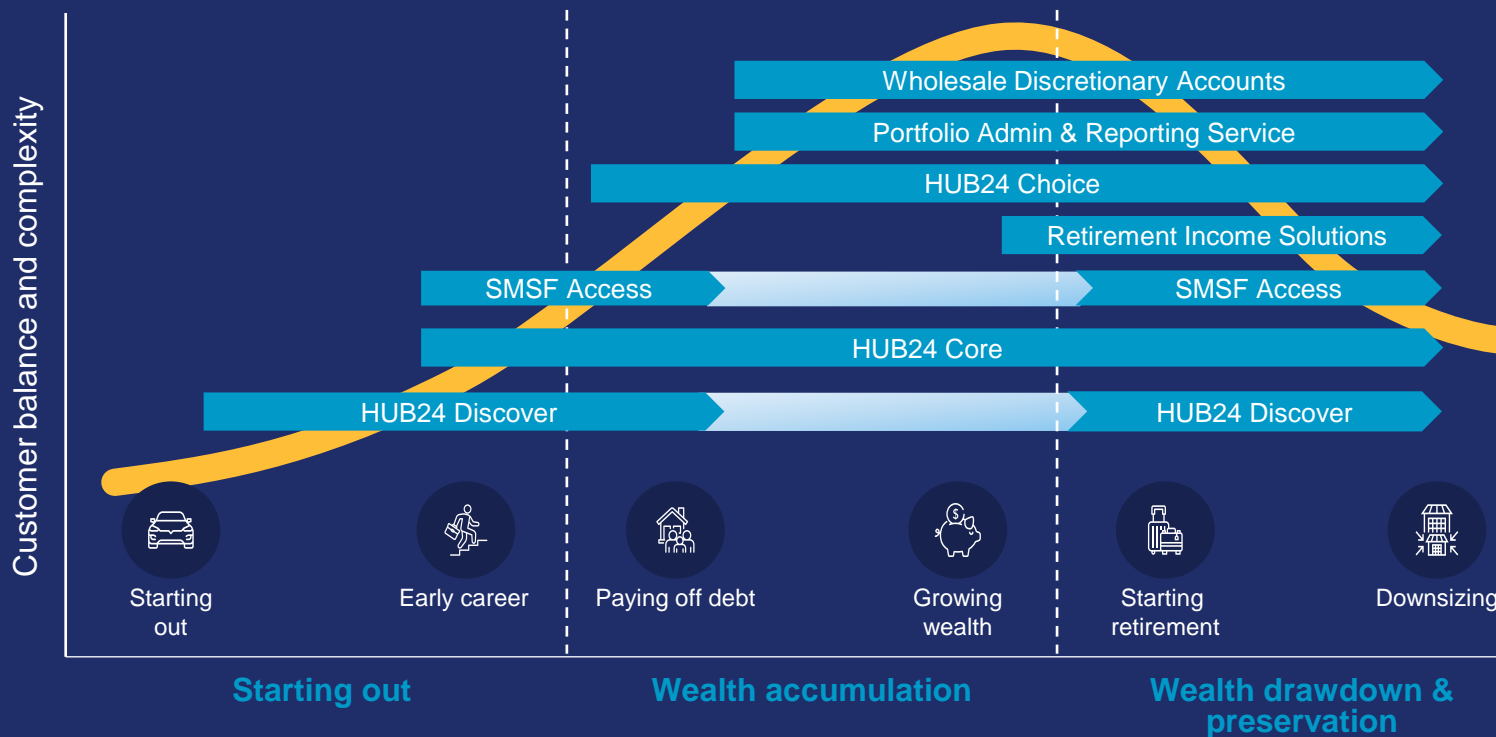 Customer balance and complexity
Wholesale Discretionary Accounts
Portfolio Admin & Reporting Service
HUB24 Choice
Retirement Income Solutions
SMSF Access
SMSF Access
HUB24 Core
HUB24 Discover
HUB24 Discover
$
Starting
out
Early career
Paying off debt
Growing
wealth
Starting
retirement
Downsizing
Starting out
Wealth accumulation
Wealth drawdown &
preservation